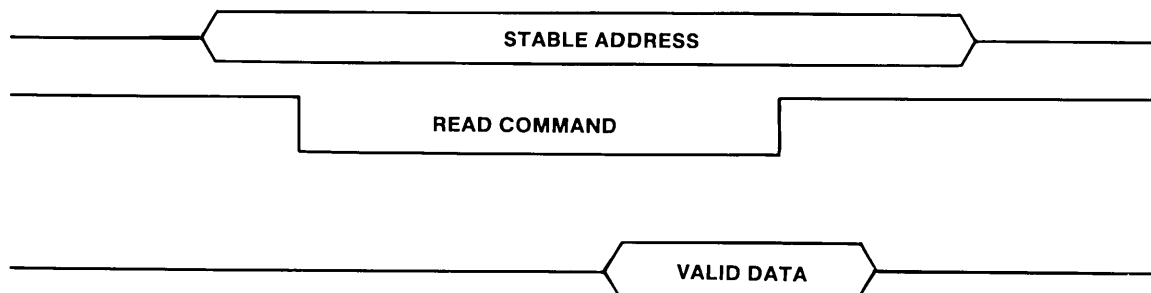 STABLE ADDRESS
READ COMMAND
VALID DATA